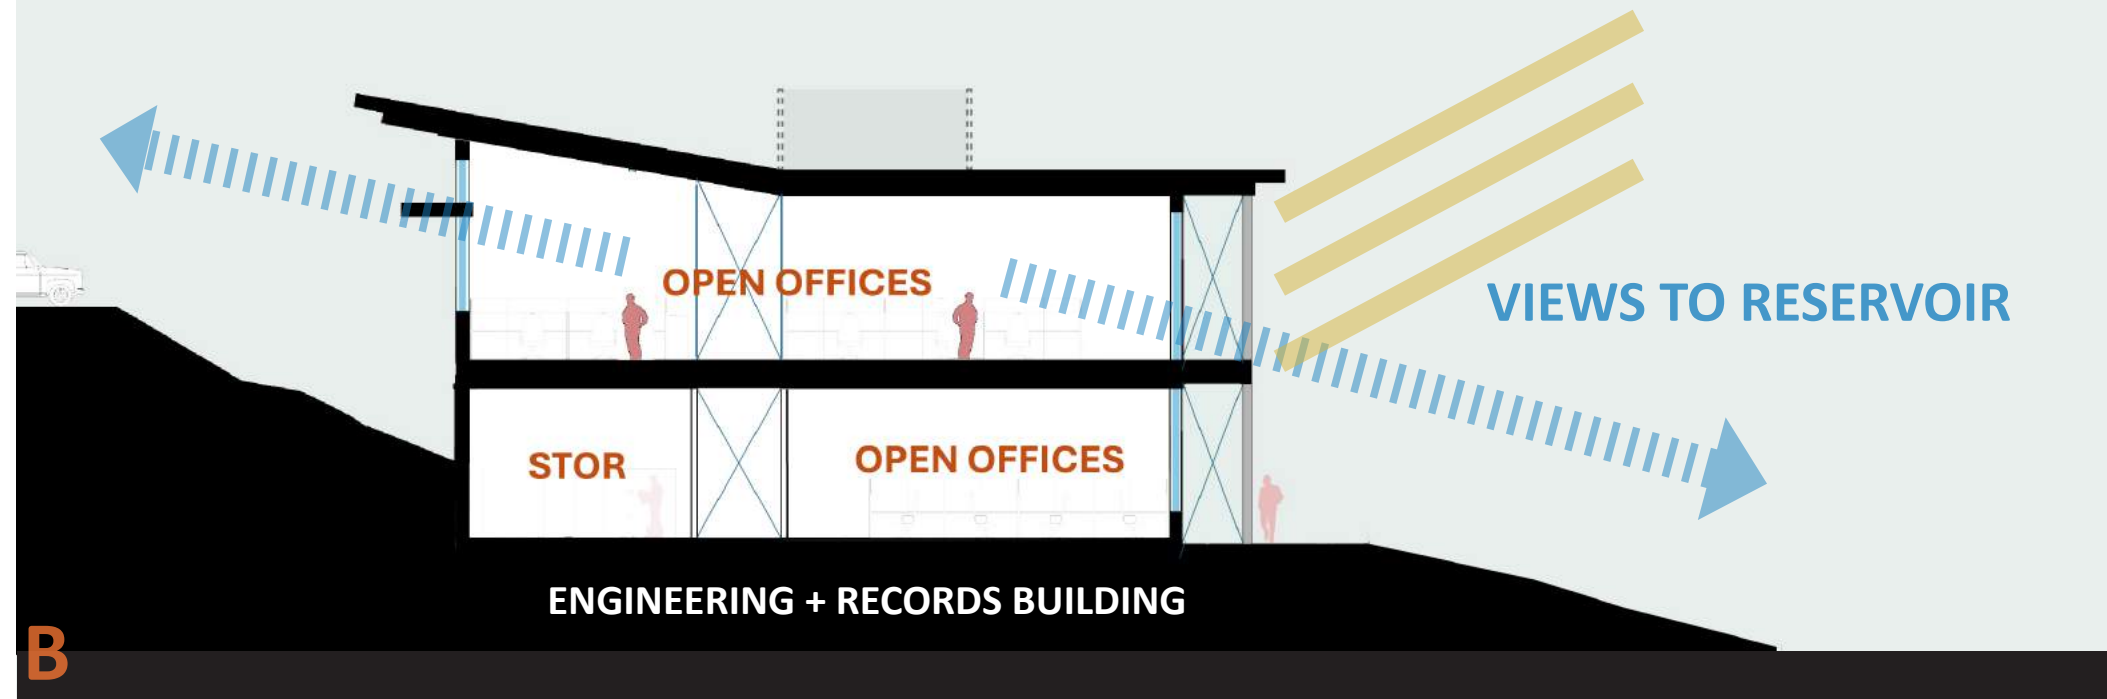 OPEN OFFICES
VIEWS TO RESERVOIR
STOR
OPEN OFFICES
ENGINEERING + RECORDS BUILDING
B